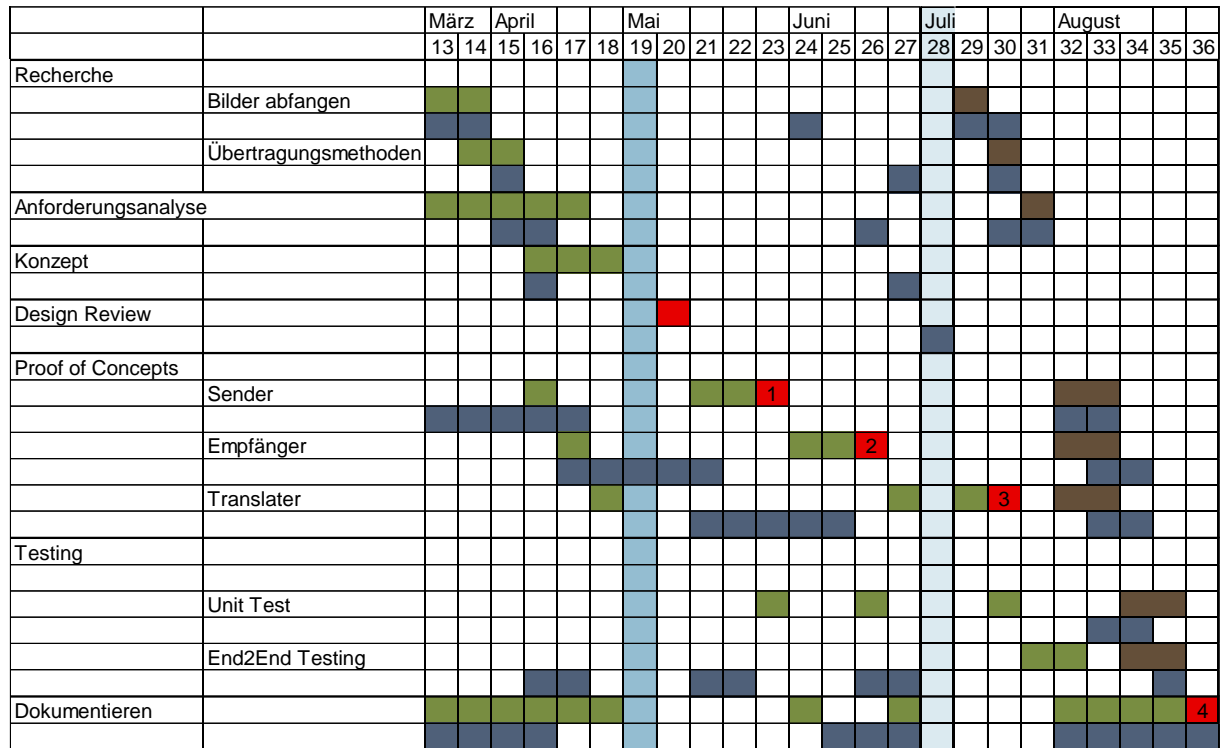 März April Mai Juni Juli August
13 14 15 16 17 18 19 20 21 22 23 24 25 26 27 28 29 30 31 32 33 34 35 36
Recherche
Bilder abfangen
Übertragungsmethoden
Anforderungsanalyse
Konzept
Design Review
Proof of Concepts
Sender 1
Empfänger 2
Translater 3
Testing
Unit Test
End2End Testing
Dokumentieren 4